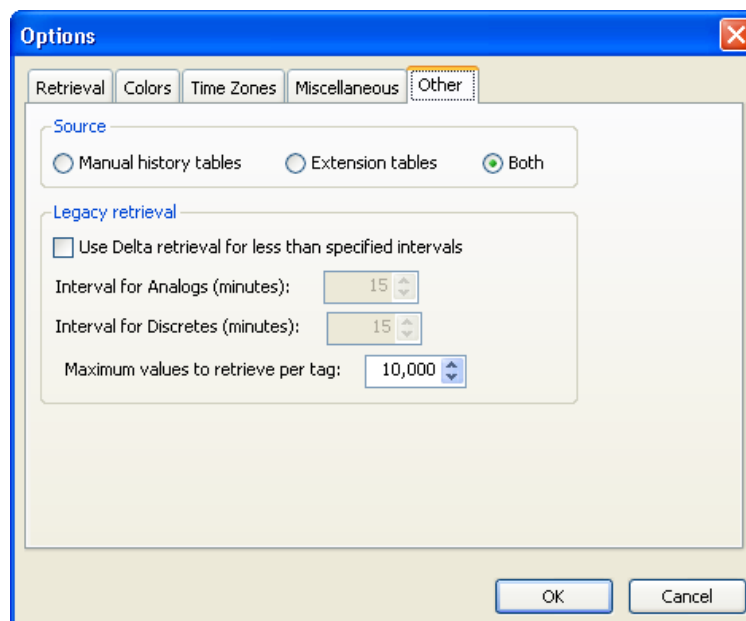 Options
Retrieval Colors Time Zones Miscellaneous Other
Source
Manual history tables Extension tables Both
Legacy retrieval
Use Delta retrieval for less than specified intervals
Interval for Analogs (minutes): 15
Interval for Discretes (minutes): 15
Maximum values to retrieve per tag: 10,000
OK Cancel